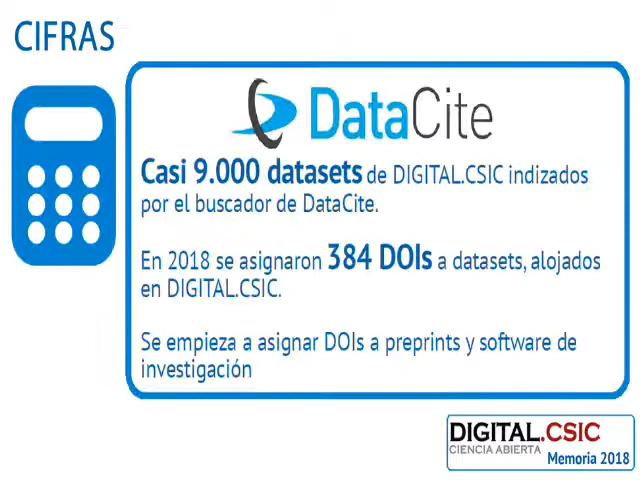 CIFRAS
DataCite
Casi 9.000 datasets de DIGITAL.CSIC indizados
por el buscador de DataCite.
En 2018 se asignaron 384 DOIs a datasets, alojados
en DIGITAL.CSIC.
Se empieza a asignar DOIs a preprints y software de
investigación
DIGITAL.CSIC
CIENCIA ABIERTA
Memoria 2018